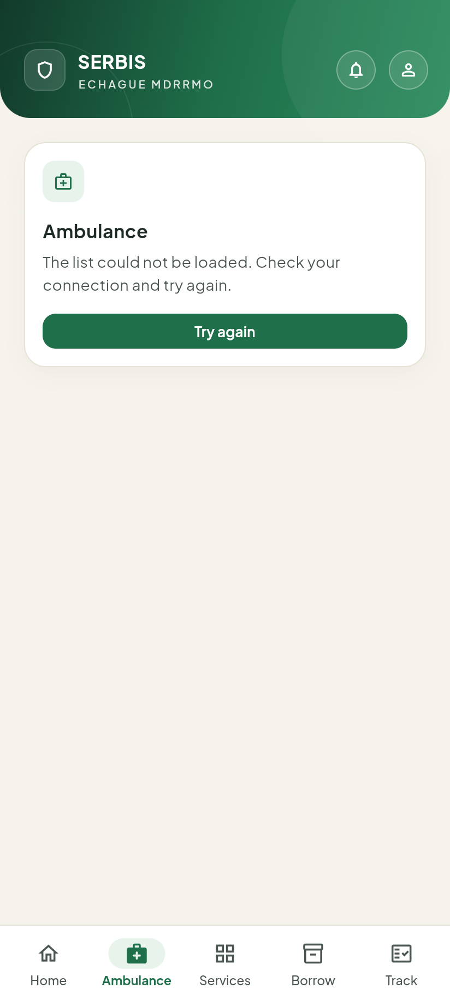 SERBIS
ECHAGUE MDRRMO
Ambulance
The list could not be loaded. Check your
connection and try again.
Try again
Home
Ambulance
Services
Borrow
Track